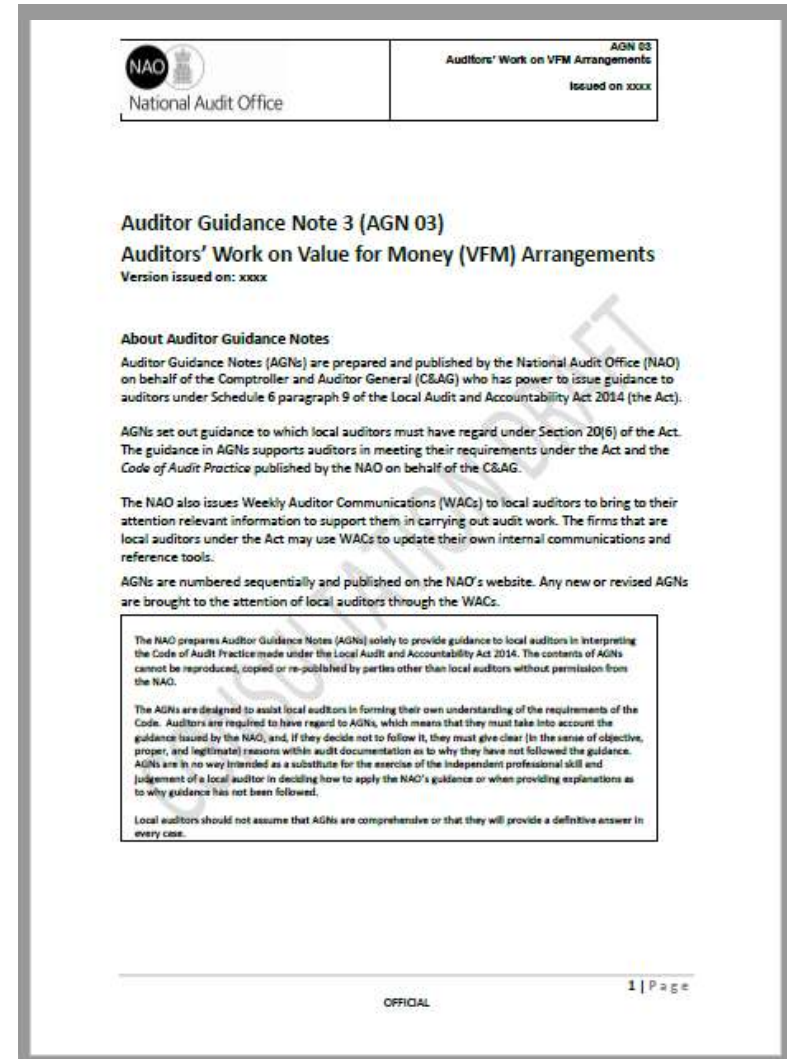 NAO
National Audit Office
AGN 03
Auditors' Work on VFM Arrangements
Issued on xxxx
Auditor Guidance Note 3 (AGN 03)
Auditors' Work on Value for Money (VFM) Arrangements
Version issued on: xxxx
About Auditor Guidance Notes
Auditor Guidance Notes (AGNs) are prepared and published by the National Audit Office (NAO)
on behalf of the Comptroller and Auditor General (C&AG) who has power to issue guidance to
auditors under Schedule 6 paragraph 9 of the Local Audit and Accountability Act 2014 (the Act).
AGNs set out guidance to which local auditors must have regard under Section 20(6) of the Act.
The guidance in AGNs supports auditors in meeting their requirements under the Act and the
Code of Audit Practice published by the NAO on behalf of the C&AG.
The NAO also issues Weekly Auditor Communications (WACs) to local auditors to bring to their
attention relevant information to support them in carrying out audit work. The firms that are
local auditors under the Act may use WACs to update their own internal communications and
reference tools.
AGNs are numbered sequentially and published on the NAO's website. Any new or revised AGNs
are brought to the attention of local auditors through the WACs.
The NAO prepares Auditor Guidance Notes (AGNs) solely to provide guidance to local auditors in interpreting
the Code of Audit Practice made under the Local Audit and Accountability Act 2014. The contents of AGNs
cannot be reproduced, copied or re-published by parties other than local auditors without permission from
the NAO.
The AGNs are designed to assist local auditors in forming their own understanding of the requirements of the
Code. Auditors are required to have regard to AGNs, which means that they must take into account the
guidance issued by the NAO, and, if they decide not to follow it, they must give clear (in the sense of objective,
proper, and legitimate) reasons within audit documentation as to why they have not followed the guidance.
AGNs are in no way intended as a substitute for the exercise of the independent professional skill and
judgement of a local auditor in deciding how to apply the NAO's guidance or when providing explanations as
to why guidance has not been followed.
Local auditors should not assume that AGNs are comprehensive or that they will provide a definitive answer in
every case.
CONSULTATION DRAFT
1 | Page
OFFICIAL